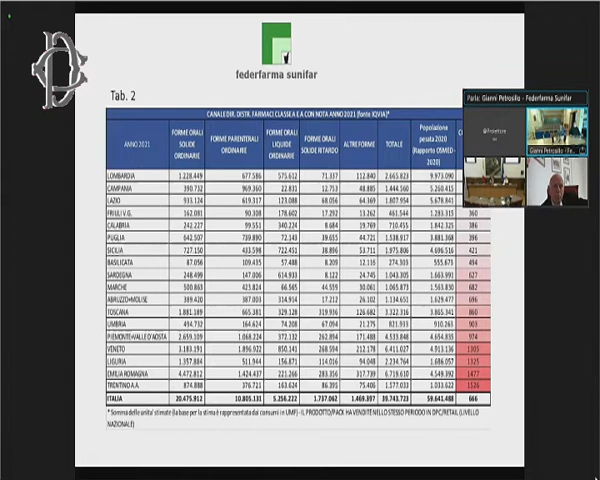 federfarma sunifar
Tab. 2
CANALE DIR. DISTR. FARMACI CLASSE A E A CON NOTA ANNO 2021 (fonte IQVIA)*
ANNO 2021 FORME ORALI SOLIDE ORDINARIE FORME PARENTERALI ORDINARIE FORME ORALI LIQUIDE ORDINARIE FORME ORALI SOLIDE RITARDO ALTRE FORME TOTALE Popolazione pesata 2020 (Rapporto OSMED - 2020)
LOMBARDIA 1.228.449 677.586 575.612 71.337 112.840 2.665.823 9.973.090
CAMPANIA 390.732 969.360 22.831 12.753 48.885 1.444.560 5.260.415
LAZIO 933.124 619.317 123.088 68.056 64.369 1.807.954 5.678.841
FRIULI V.G. 162.081 90.308 178.602 17.292 13.262 461.544 1.283.315 360
CALABRIA 242.227 99.551 340.224 8.684 19.769 710.455 1.842.325 386
PUGLIA 642.507 739.890 72.143 39.655 44.721 1.538.917 3.881.368 396
SICILIA 727.150 433.598 722.451 38.896 53.711 1.975.806 4.696.516 421
BASILICATA 87.056 109.435 57.488 8.209 12.116 274.303 555.673 494
SARDEGNA 248.499 147.006 614.933 8.122 24.745 1.043.305 1.663.991 627
MARCHE 500.863 423.824 66.565 44.559 30.061 1.065.873 1.563.830 682
ABRUZZO+MOLISE 389.420 387.003 314.914 17.212 26.102 1.134.651 1.629.477 696
TOSCANA 1.881.189 665.381 329.128 319.936 126.682 3.322.316 3.865.341 860
UMBRIA 494.732 164.624 74.208 67.094 21.275 821.933 910.263 903
PIEMONTE+VALLE D'AOSTA 2.659.109 1.068.224 372.132 262.894 171.488 4.533.848 4.654.835 974
VENETO 3.183.191 1.896.922 850.141 268.594 212.178 6.411.027 4.913.136 1305
LIGURIA 1.357.884 511.944 156.871 114.016 94.048 2.234.764 1.686.057 1325
EMILIA ROMAGNA 4.472.812 1.424.437 221.266 283.356 317.739 6.719.610 4.549.392 1477
TRENTINO A.A. 874.888 376.721 163.624 86.395 75.406 1.577.033 1.033.622 1526
ITALIA 20.475.912 10.805.131 5.256.222 1.737.062 1.469.397 39.743.723 59.641.488 666
* Somma delle unita' stimate (la base per la stima è rappresentata dai consumi in UMF) - IL PRODOTTO/PACK HA VENDITE NELLO STESSO PERIODO IN DPC/RETAIL (LIVELLO
NAZIONALE)
Parla: Gianni Petrosillo - Federfarma Sunifar